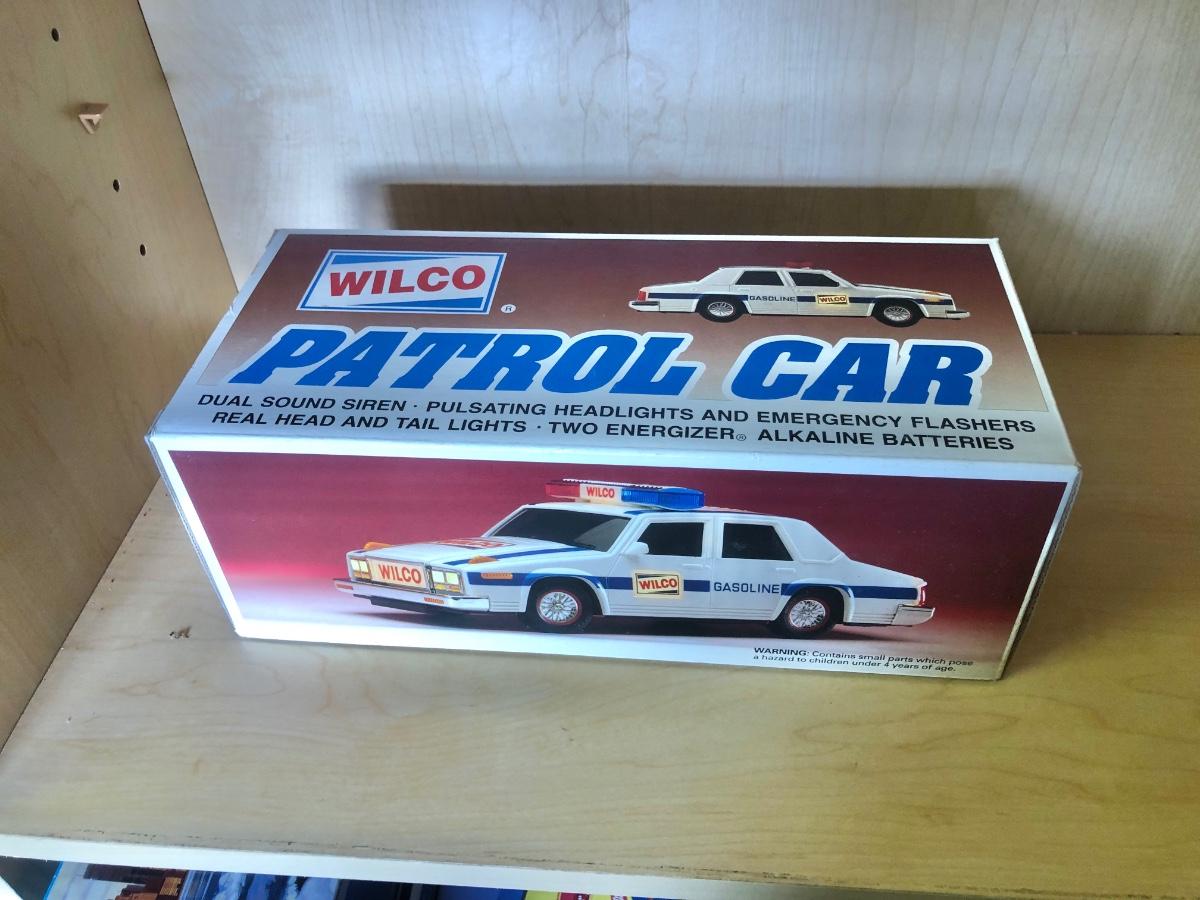 WILCO
®
GASOLINE WILCO
PATROL CAR
DUAL SOUND SIREN · PULSATING HEADLIGHTS AND EMERGENCY FLASHERS
REAL HEAD AND TAIL LIGHTS · TWO ENERGIZER® ALKALINE BATTERIES
WILCO
WILCO
WILCO
GASOLINE
WARNING: Contains small parts which pose
a hazard to children under 4 years of age.